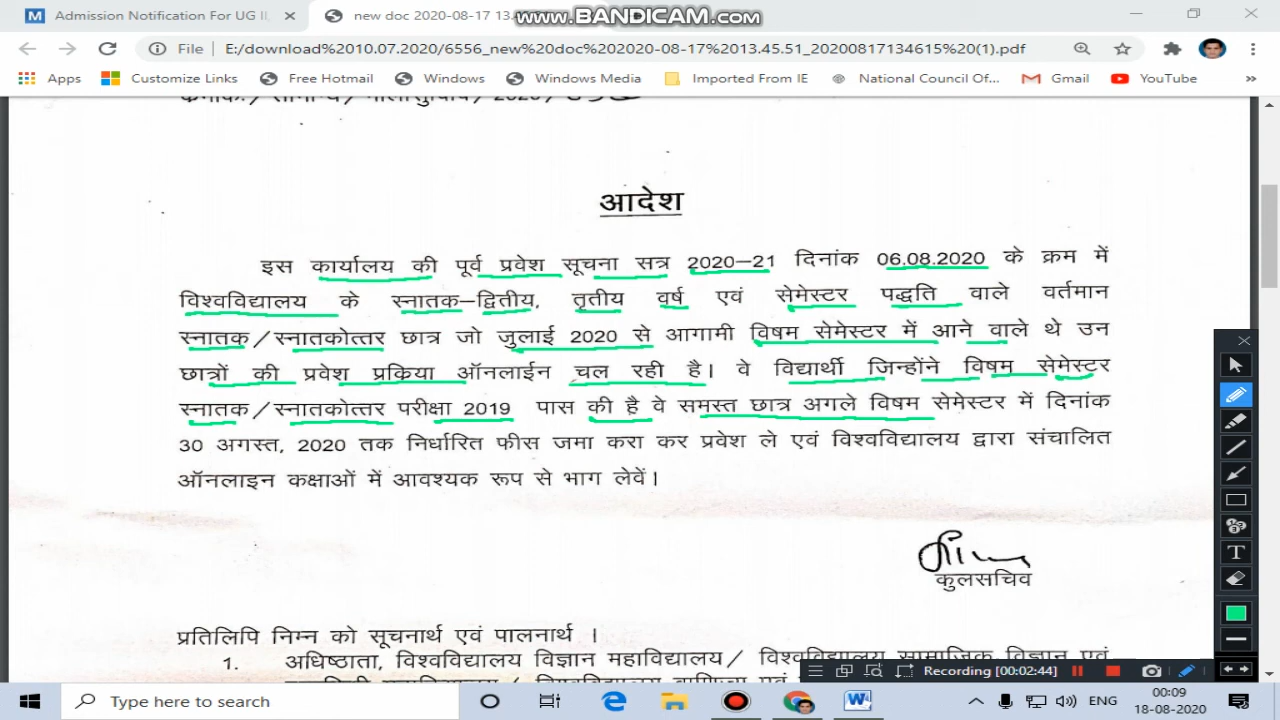 Admission Notification For UG II,
new doc 2020-08-17 13.4
www.BANDICAM.com
File | E:/download%2010.07.2020/6556_new%20doc%202020-08-17%2013.45.51_20200817134615%20(1).pdf
Apps Customize Links Free Hotmail Windows Windows Media Imported From IE National Council Of... Gmail YouTube »
आदेश
इस कार्यालय की पूर्व प्रवेश सूचना सत्र 2020–21 दिनांक 06.08.2020 के क्रम में
विश्वविद्यालय के स्नातक–द्वितीय, तृतीय वर्ष एवं सेमेस्टर पद्धति वाले वर्तमान
स्नातक/स्नातकोत्तर छात्र जो जुलाई 2020 से आगामी विषम सेमेस्टर में आने वाले थे उन
छात्रों की प्रवेश प्रक्रिया ऑनलाईन चल रही है। वे विद्यार्थी जिन्होंने विषम सेमेस्टर
स्नातक/स्नातकोत्तर परीक्षा 2019 पास की है वे समस्त छात्र अगले विषम सेमेस्टर में दिनांक
30 अगस्त, 2020 तक निर्धारित फीस जमा करा कर प्रवेश ले एवं विश्वविद्यालय द्वारा संचालित
ऑनलाइन कक्षाओं में आवश्यक रूप से भाग लेवें।
कुलसचिव
प्रतिलिपि निम्न को सूचनार्थ एवं पालनार्थ ।
1. अधिष्ठाता, विश्वविद्यालय विज्ञान महाविद्यालय/ विश्वविद्यालय सामाजिक विज्ञान एवं
Recording [00:02:44]
Type here to search
ENG
00:09
18-08-2020